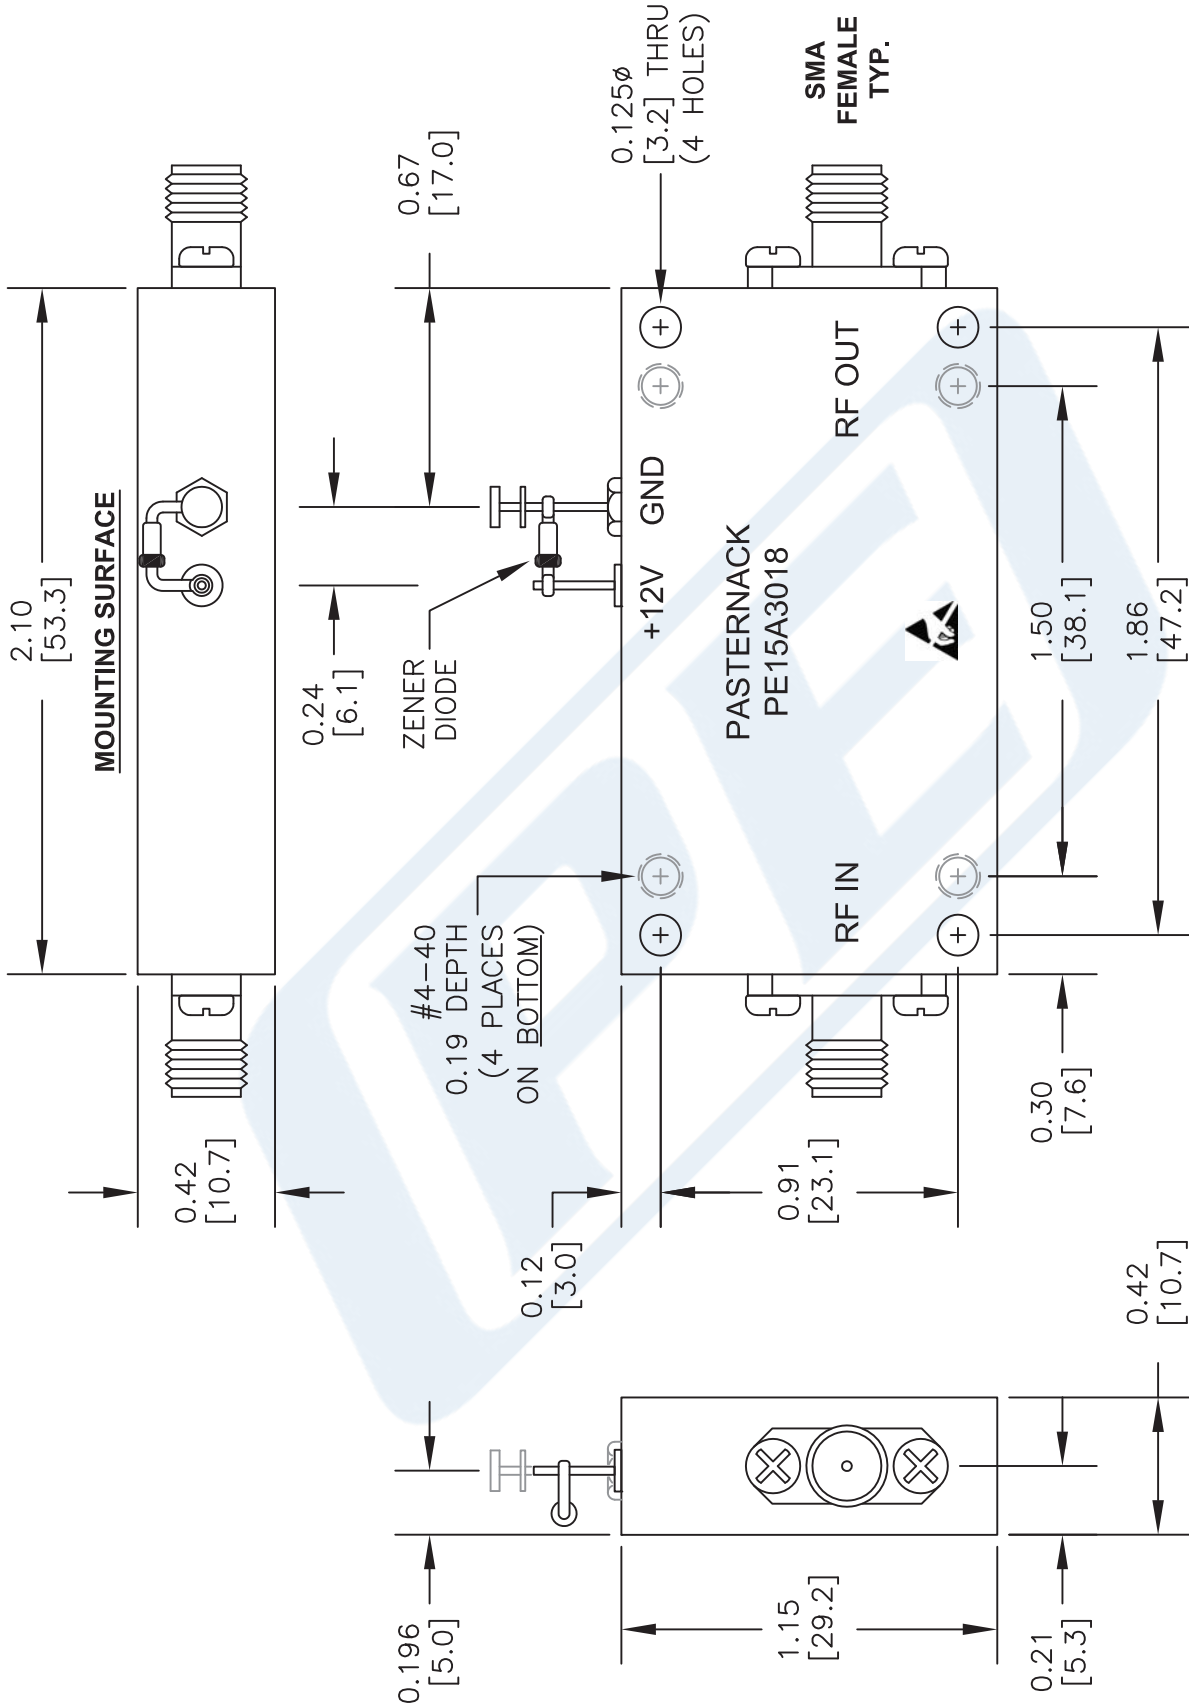 2.10
[53.3]
MOUNTING SURFACE
0.42
[10.7]
0.24
[6.1]
0.67
[17.0]
ZENER
DIODE
#4-40
0.19 DEPTH
(4 PLACES
ON BOTTOM)
0.125ø
[3.2] THRU
(4 HOLES)
SMA
FEMALE
TYP.
+12V
GND
PASTERNACK
PE15A3018
RF IN
RF OUT
0.12
[3.0]
0.91
[23.1]
0.30
[7.6]
1.50
[38.1]
1.86
[47.2]
0.196
[5.0]
1.15
[29.2]
0.21
[5.3]
0.42
[10.7]
PE